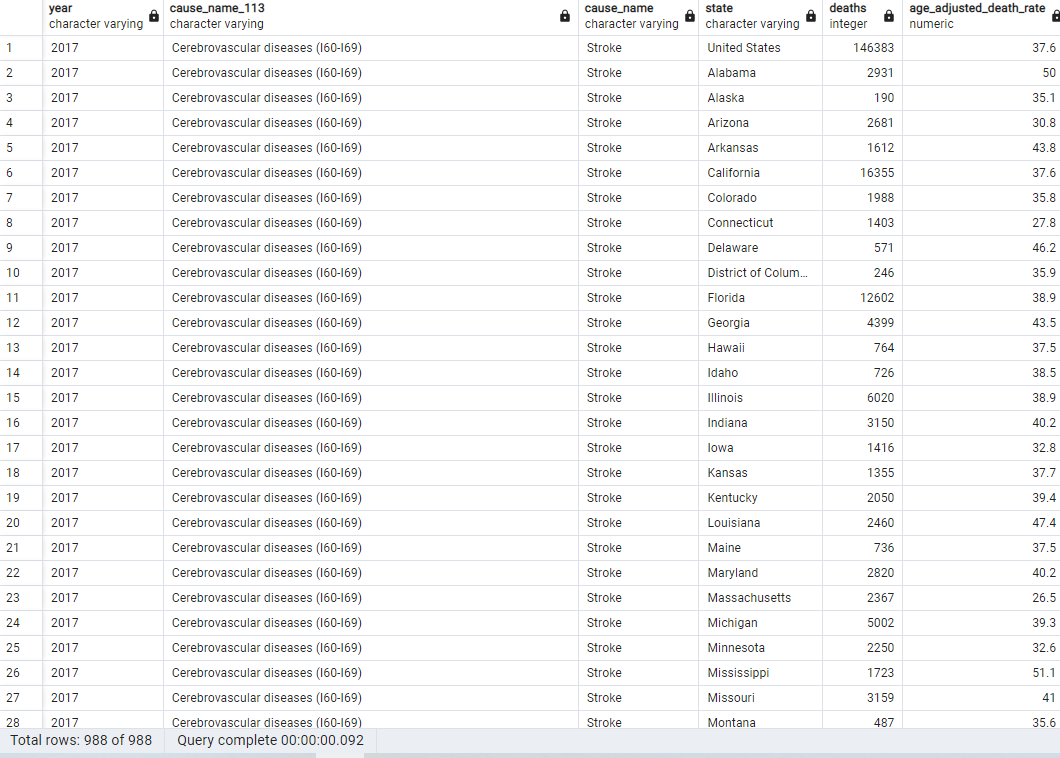 year cause_name_113 cause_name state deaths age_adjusted_death_rate
character varying character varying character varying character varying integer numeric
1 2017 Cerebrovascular diseases (I60-I69) Stroke United States 146383 37.6
2 2017 Cerebrovascular diseases (I60-I69) Stroke Alabama 2931 50
3 2017 Cerebrovascular diseases (I60-I69) Stroke Alaska 190 35.1
4 2017 Cerebrovascular diseases (I60-I69) Stroke Arizona 2681 30.8
5 2017 Cerebrovascular diseases (I60-I69) Stroke Arkansas 1612 43.8
6 2017 Cerebrovascular diseases (I60-I69) Stroke California 16355 37.6
7 2017 Cerebrovascular diseases (I60-I69) Stroke Colorado 1988 35.8
8 2017 Cerebrovascular diseases (I60-I69) Stroke Connecticut 1403 27.8
9 2017 Cerebrovascular diseases (I60-I69) Stroke Delaware 571 46.2
10 2017 Cerebrovascular diseases (I60-I69) Stroke District of Colum... 246 35.9
11 2017 Cerebrovascular diseases (I60-I69) Stroke Florida 12602 38.9
12 2017 Cerebrovascular diseases (I60-I69) Stroke Georgia 4399 43.5
13 2017 Cerebrovascular diseases (I60-I69) Stroke Hawaii 764 37.5
14 2017 Cerebrovascular diseases (I60-I69) Stroke Idaho 726 38.5
15 2017 Cerebrovascular diseases (I60-I69) Stroke Illinois 6020 38.9
16 2017 Cerebrovascular diseases (I60-I69) Stroke Indiana 3150 40.2
17 2017 Cerebrovascular diseases (I60-I69) Stroke Iowa 1416 32.8
18 2017 Cerebrovascular diseases (I60-I69) Stroke Kansas 1355 37.7
19 2017 Cerebrovascular diseases (I60-I69) Stroke Kentucky 2050 39.4
20 2017 Cerebrovascular diseases (I60-I69) Stroke Louisiana 2460 47.4
21 2017 Cerebrovascular diseases (I60-I69) Stroke Maine 736 37.5
22 2017 Cerebrovascular diseases (I60-I69) Stroke Maryland 2820 40.2
23 2017 Cerebrovascular diseases (I60-I69) Stroke Massachusetts 2367 26.5
24 2017 Cerebrovascular diseases (I60-I69) Stroke Michigan 5002 39.3
25 2017 Cerebrovascular diseases (I60-I69) Stroke Minnesota 2250 32.6
26 2017 Cerebrovascular diseases (I60-I69) Stroke Mississippi 1723 51.1
27 2017 Cerebrovascular diseases (I60-I69) Stroke Missouri 3159 41
28 2017 Cerebrovascular diseases (I60-I69) Stroke Montana 487 35.6
Total rows: 988 of 988 Query complete 00:00:00.092